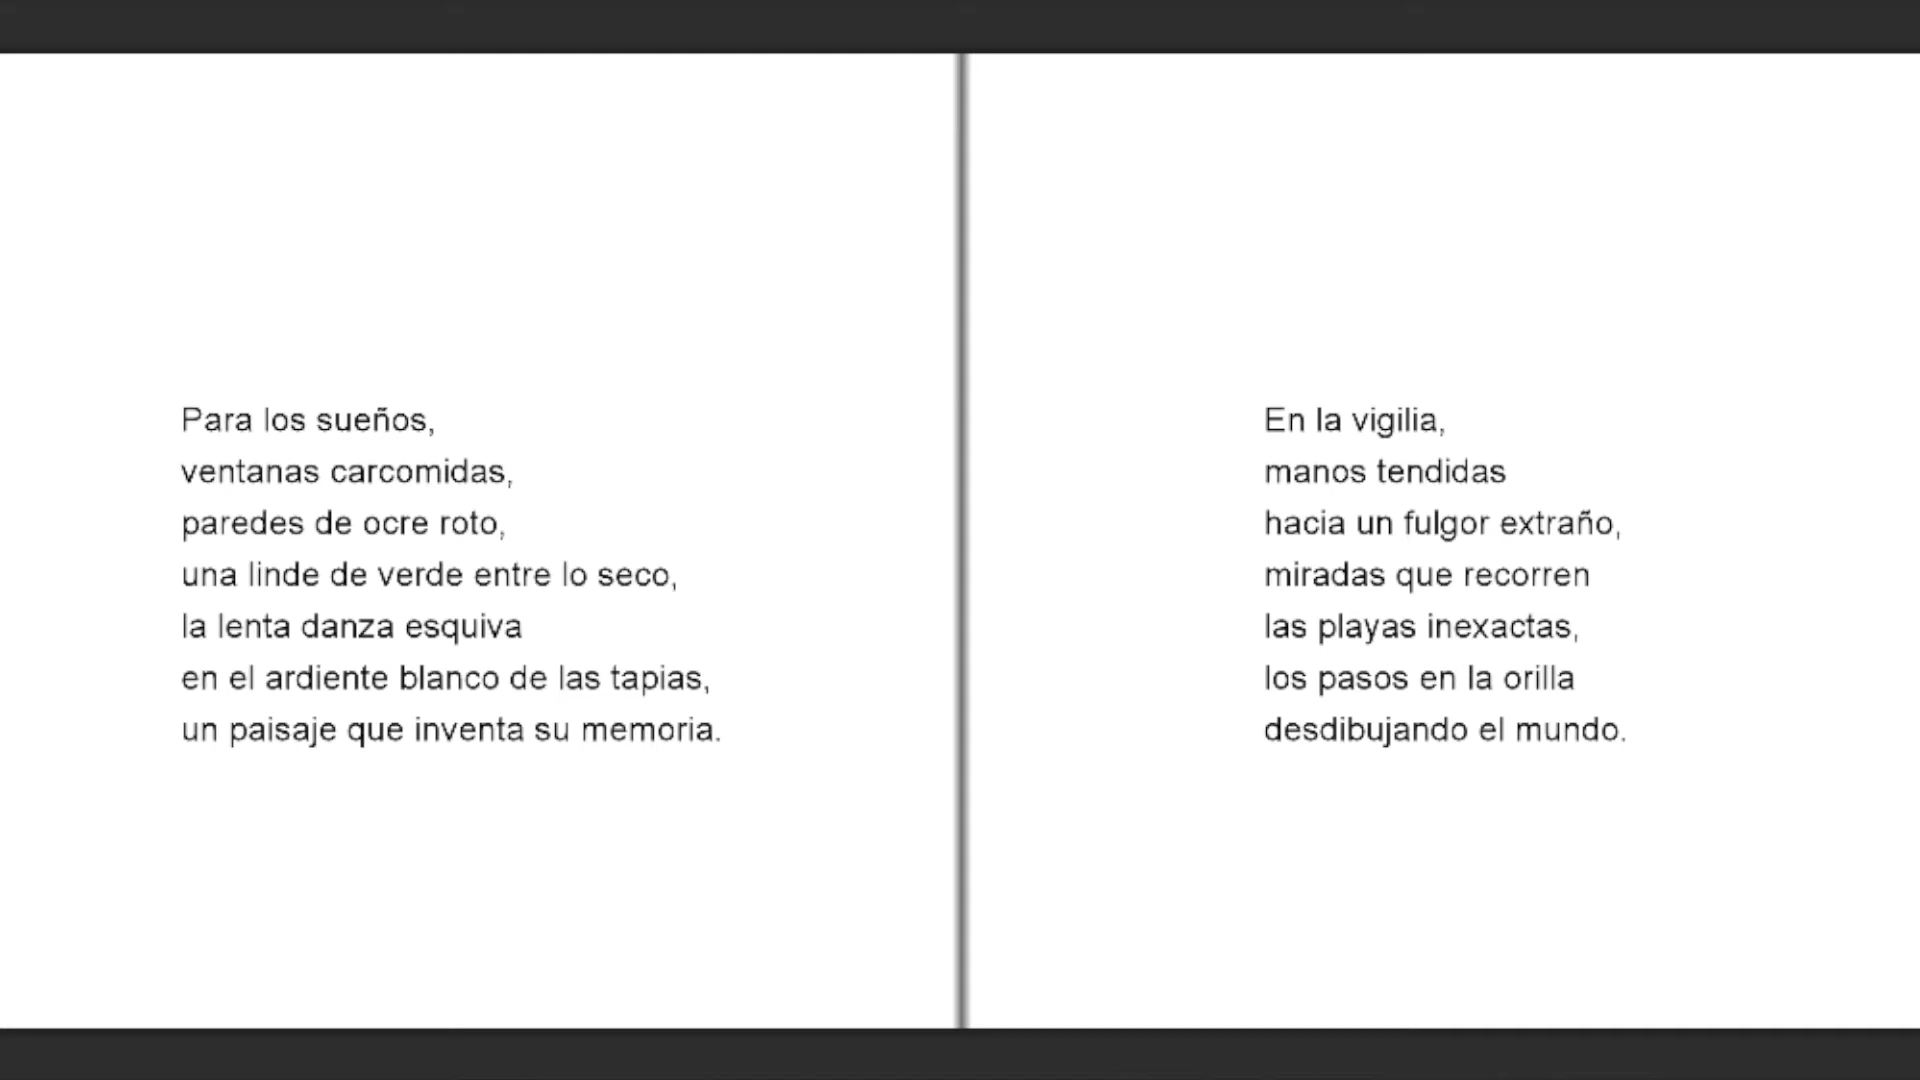 Para los sueños,
ventanas carcomidas,
paredes de ocre roto,
una linde de verde entre lo seco,
la lenta danza esquiva
en el ardiente blanco de las tapias,
un paisaje que inventa su memoria.
En la vigilia,
manos tendidas
hacia un fulgor extraño,
miradas que recorren
las playas inexactas,
los pasos en la orilla
desdibujando el mundo.